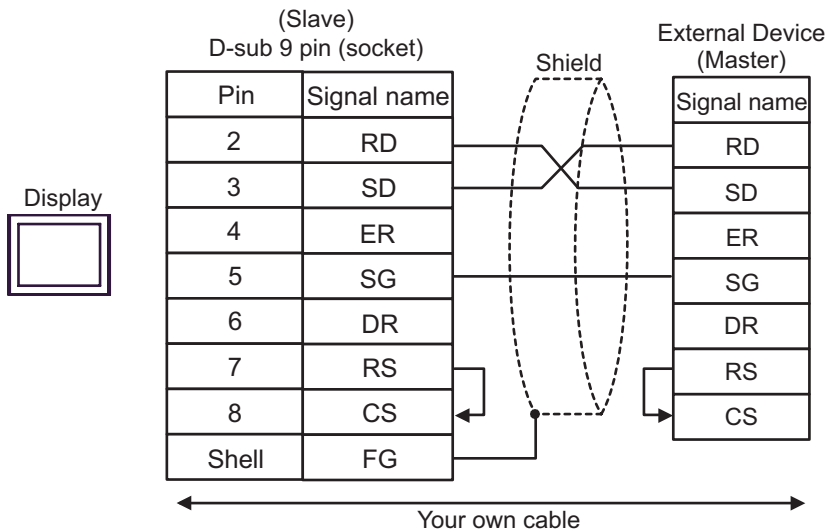 (Slave)
D-sub 9 pin (socket)
Shield
External Device
(Master)
Display
Pin Signal name
2 RD
3 SD
4 ER
5 SG
6 DR
7 RS
8 CS
Shell FG
Signal name
RD
SD
ER
SG
DR
RS
CS
Your own cable